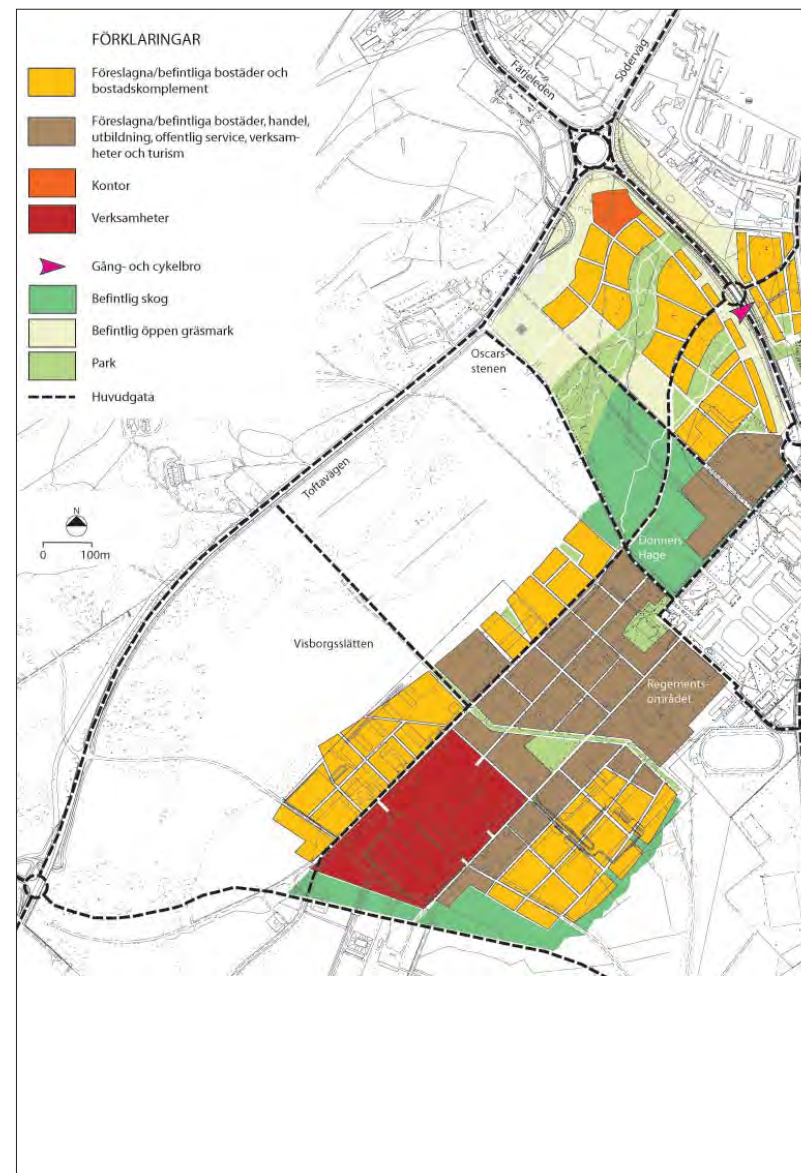 FÖRKLARINGAR
Föreslagna/befintliga bostäder och
bostadskomplement
Föreslagna/befintliga bostäder, handel,
utbildning, offentlig service, verksam-
heter och turism
Kontor
Verksamheter
Gång- och cykelbro
Befintlig skog
Befintlig öppen gräsmark
Park
Huvudgata
N
0 100m
Färjeleden
Söderväg
Oscars-
stenen
Toftavägen
Donners
Hage
Visborgsslätten
Regements-
området